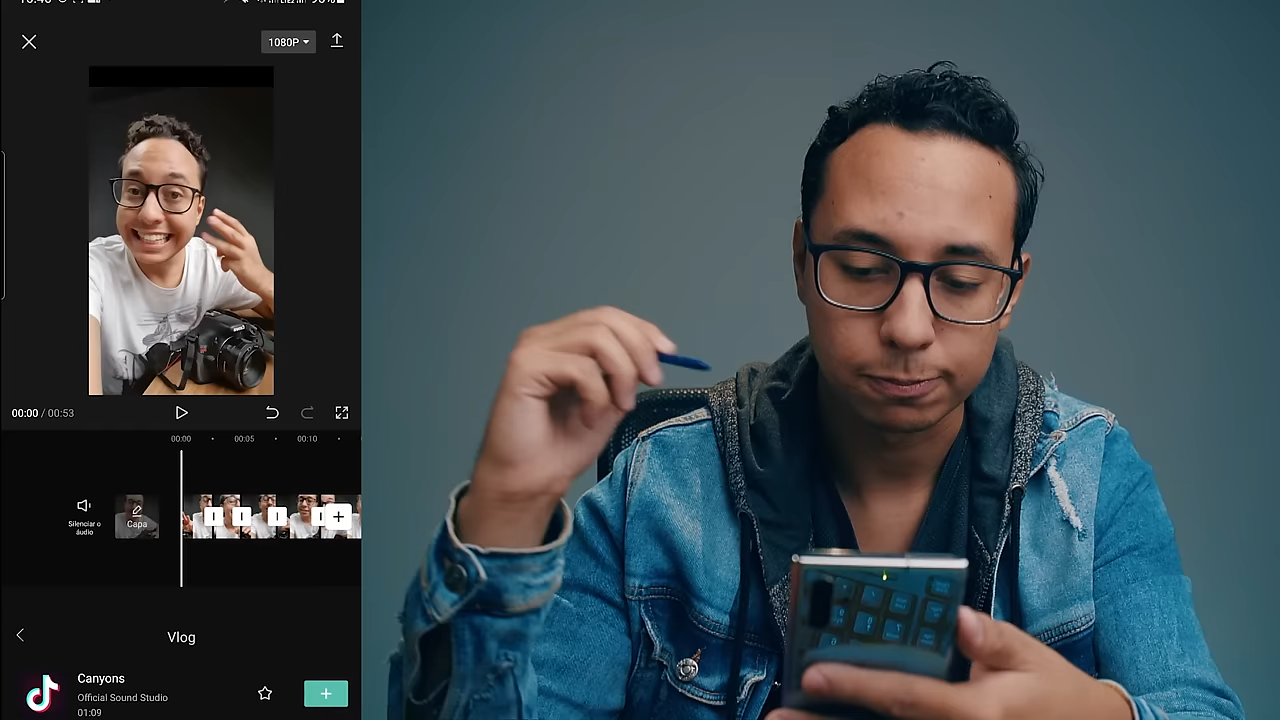 1080P
00:00 / 00:53
00:00
00:05
00:10
Silenciar o
áudio
Capa
Vlog
Canyons
Official Sound Studio
01:09